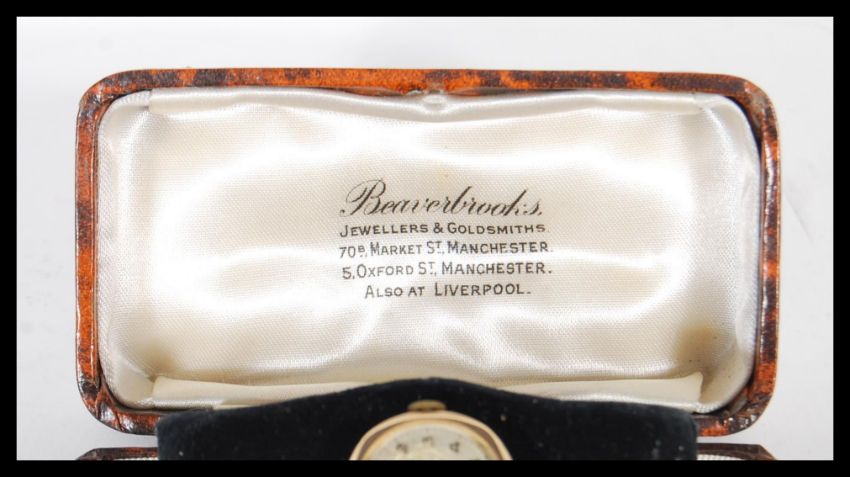 Beaverbrooks.
JEWELLERS & GOLDSMITHS.
70B, MARKET ST, MANCHESTER.
5, OXFORD ST, MANCHESTER.
ALSO AT LIVERPOOL.